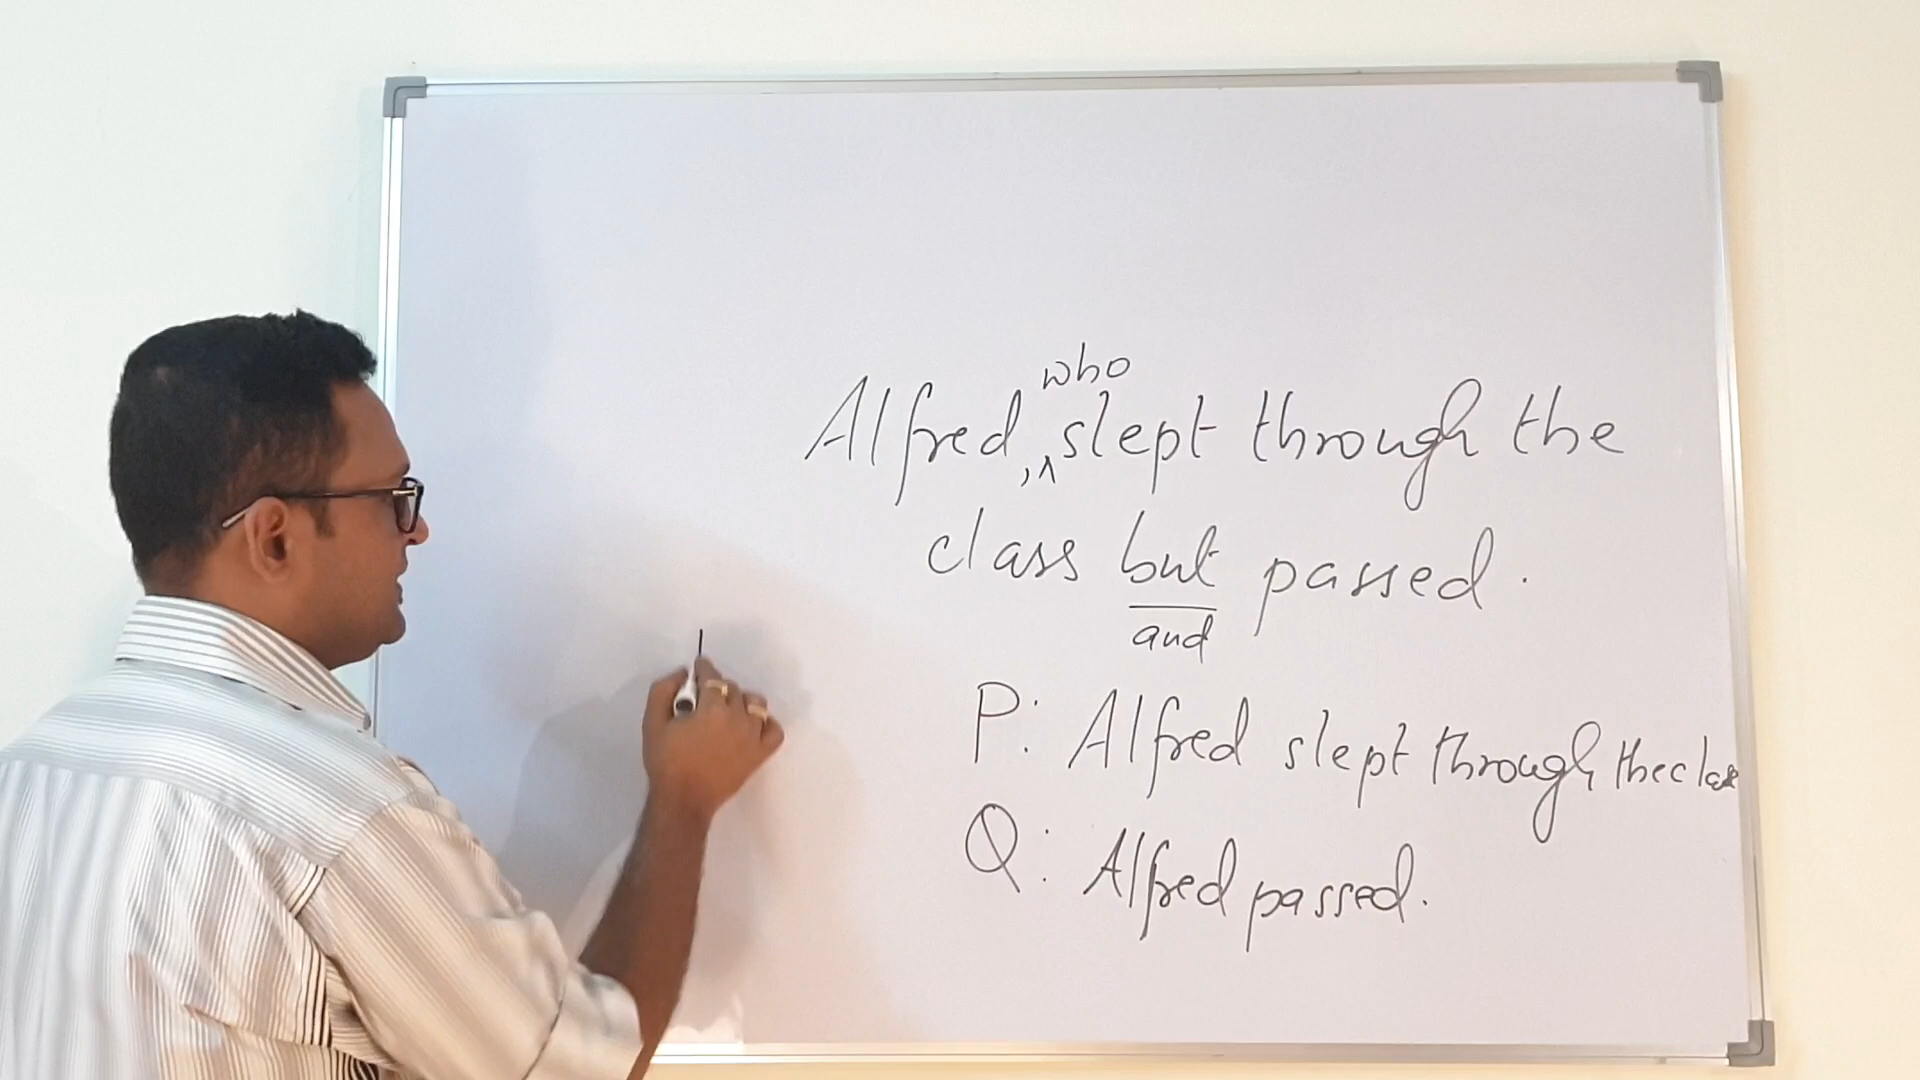 who
Alfred, ^ slept through the
class but passed.
and
P: Alfred slept through the class
Q: Alfred passed.